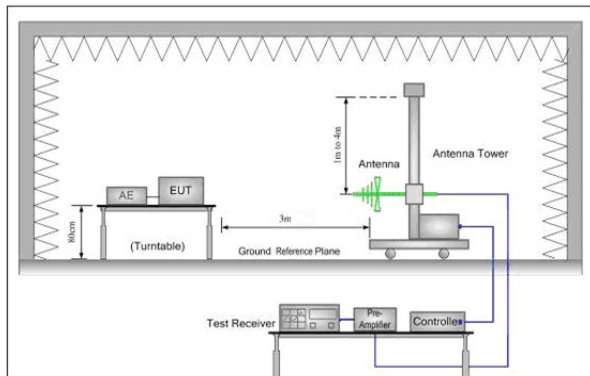 1m to 4m
Antenna
Antenna Tower
AE
EUT
80cm
(Turntable)
3m
Ground Reference Plane
Test Receiver
Pre-
Amplifier
Controller